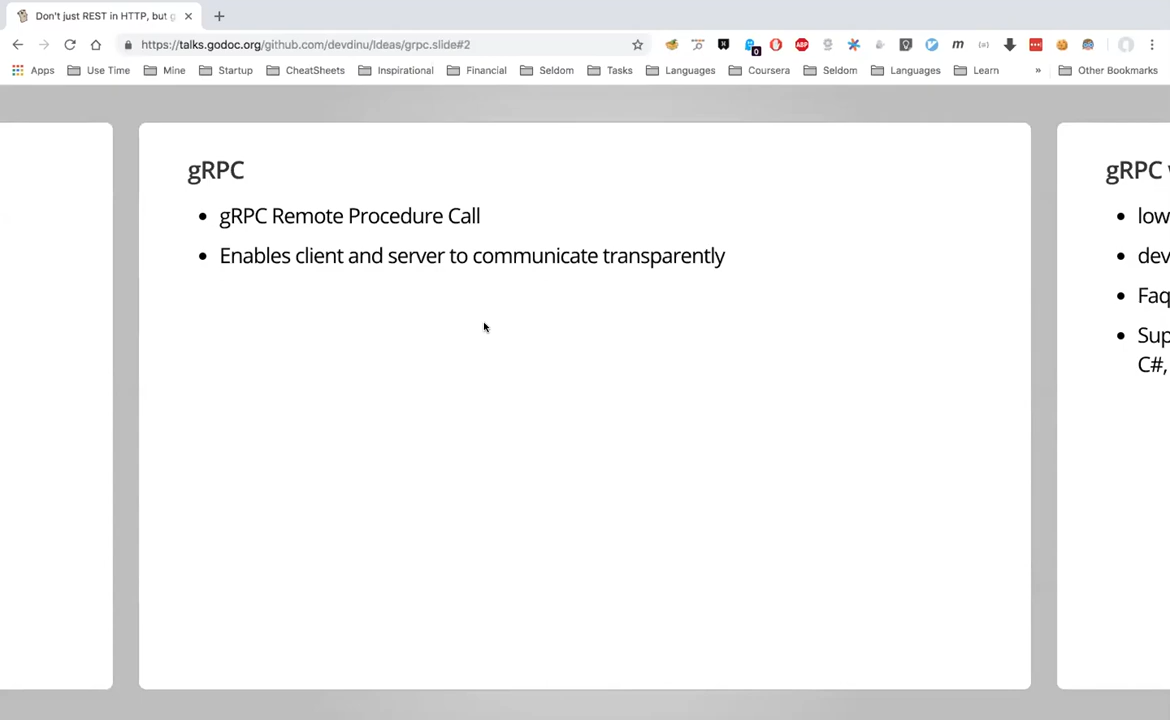 Don't just REST in HTTP, but g
https://talks.godoc.org/github.com/devdinu/Ideas/grpc.slide#2
ABP
0
m
Apps
Use Time
Mine
Startup
CheatSheets
Inspirational
Financial
Seldom
Tasks
Languages
Coursera
Seldom
Languages
Learn
»
Other Bookmarks
gRPC
• gRPC Remote Procedure Call
• Enables client and server to communicate transparently
gRPC
• low
• dev
• Faq
• Sup
C#,